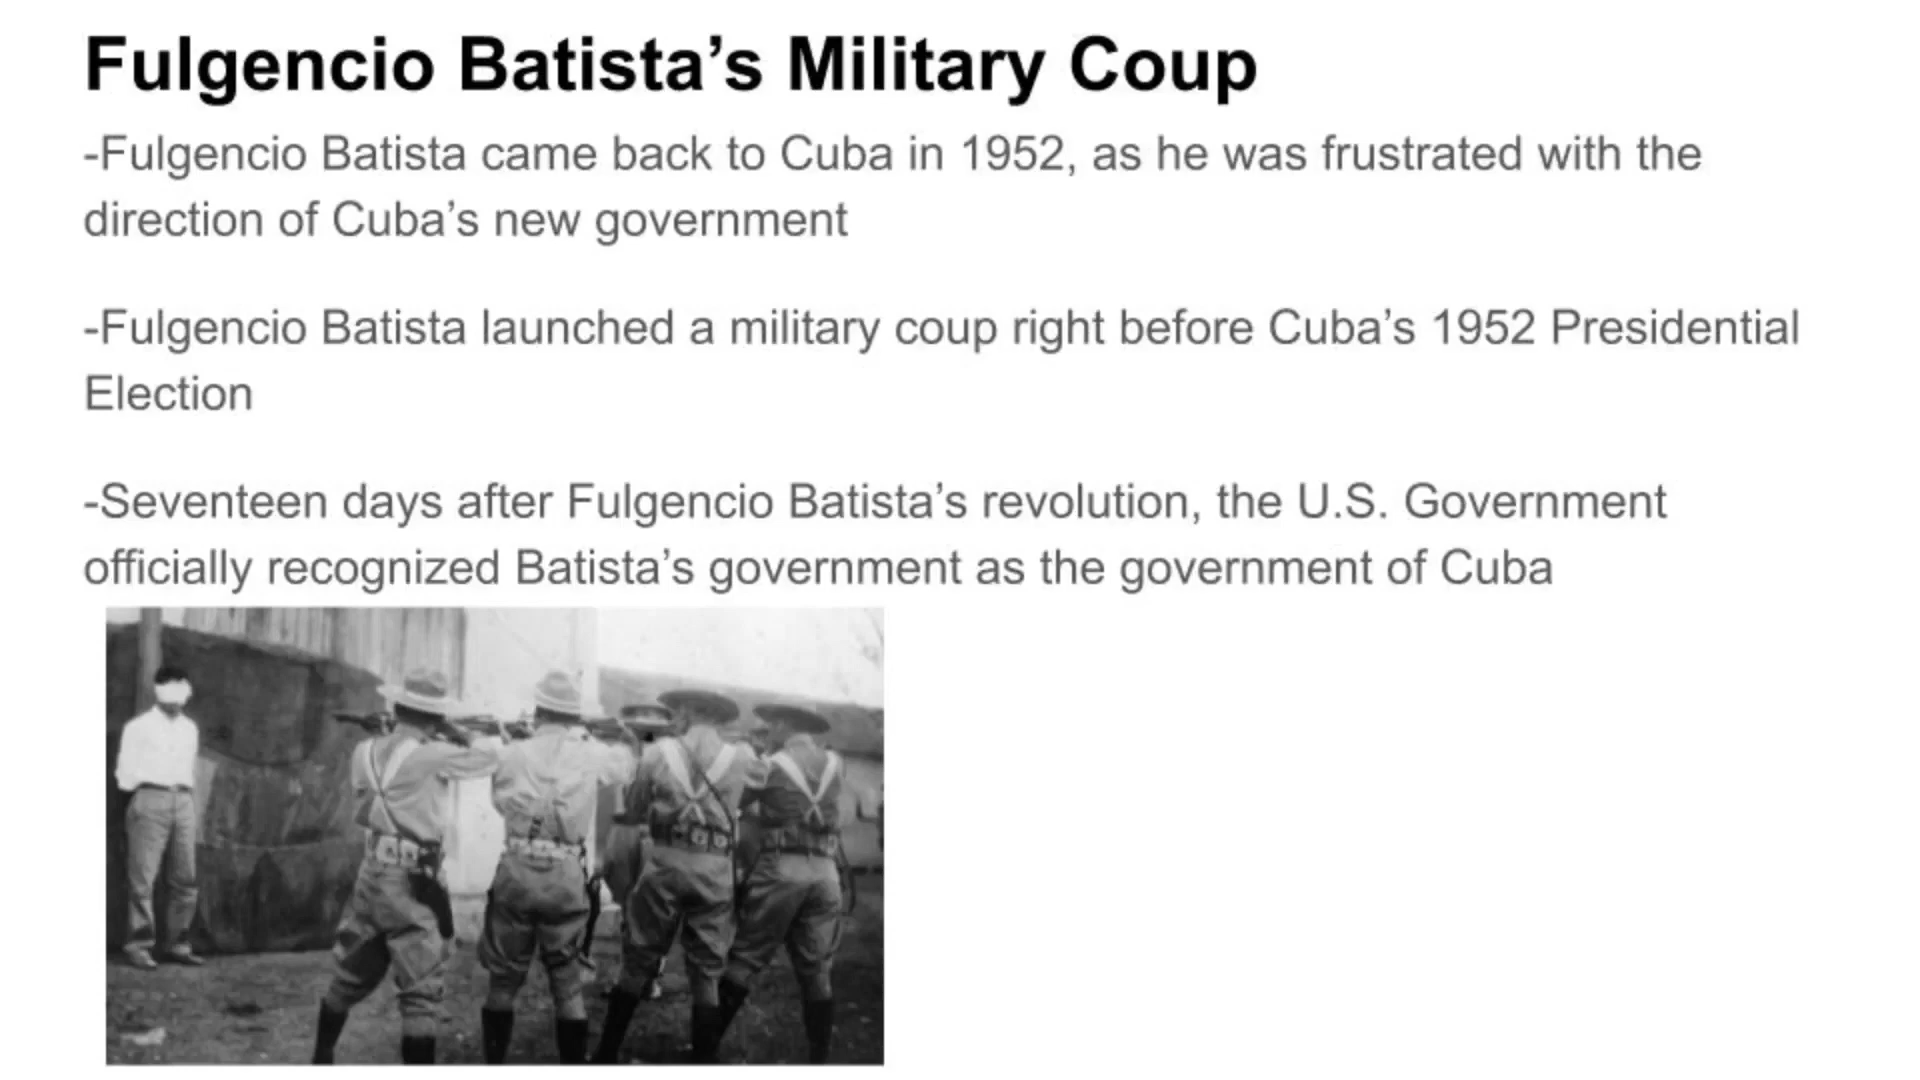 Fulgencio Batista’s Military Coup
-Fulgencio Batista came back to Cuba in 1952, as he was frustrated with the
direction of Cuba’s new government
-Fulgencio Batista launched a military coup right before Cuba’s 1952 Presidential
Election
-Seventeen days after Fulgencio Batista’s revolution, the U.S. Government
officially recognized Batista’s government as the government of Cuba